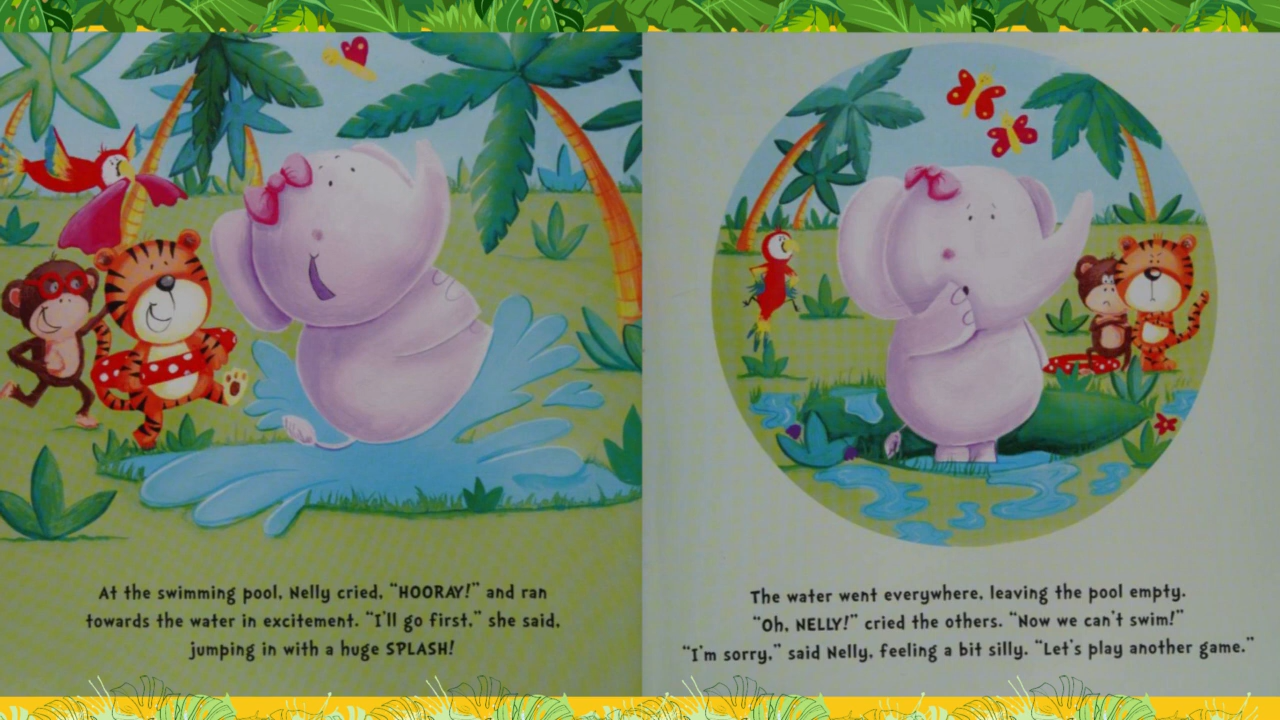 At the swimming pool, Nelly cried, "HOORAY!" and ran
towards the water in excitement. "I'll go first," she said,
jumping in with a huge SPLASH!
The water went everywhere, leaving the pool empty.
"Oh, NELLY!" cried the others. "Now we can't swim!"
"I'm sorry," said Nelly, feeling a bit silly. "Let's play another game."